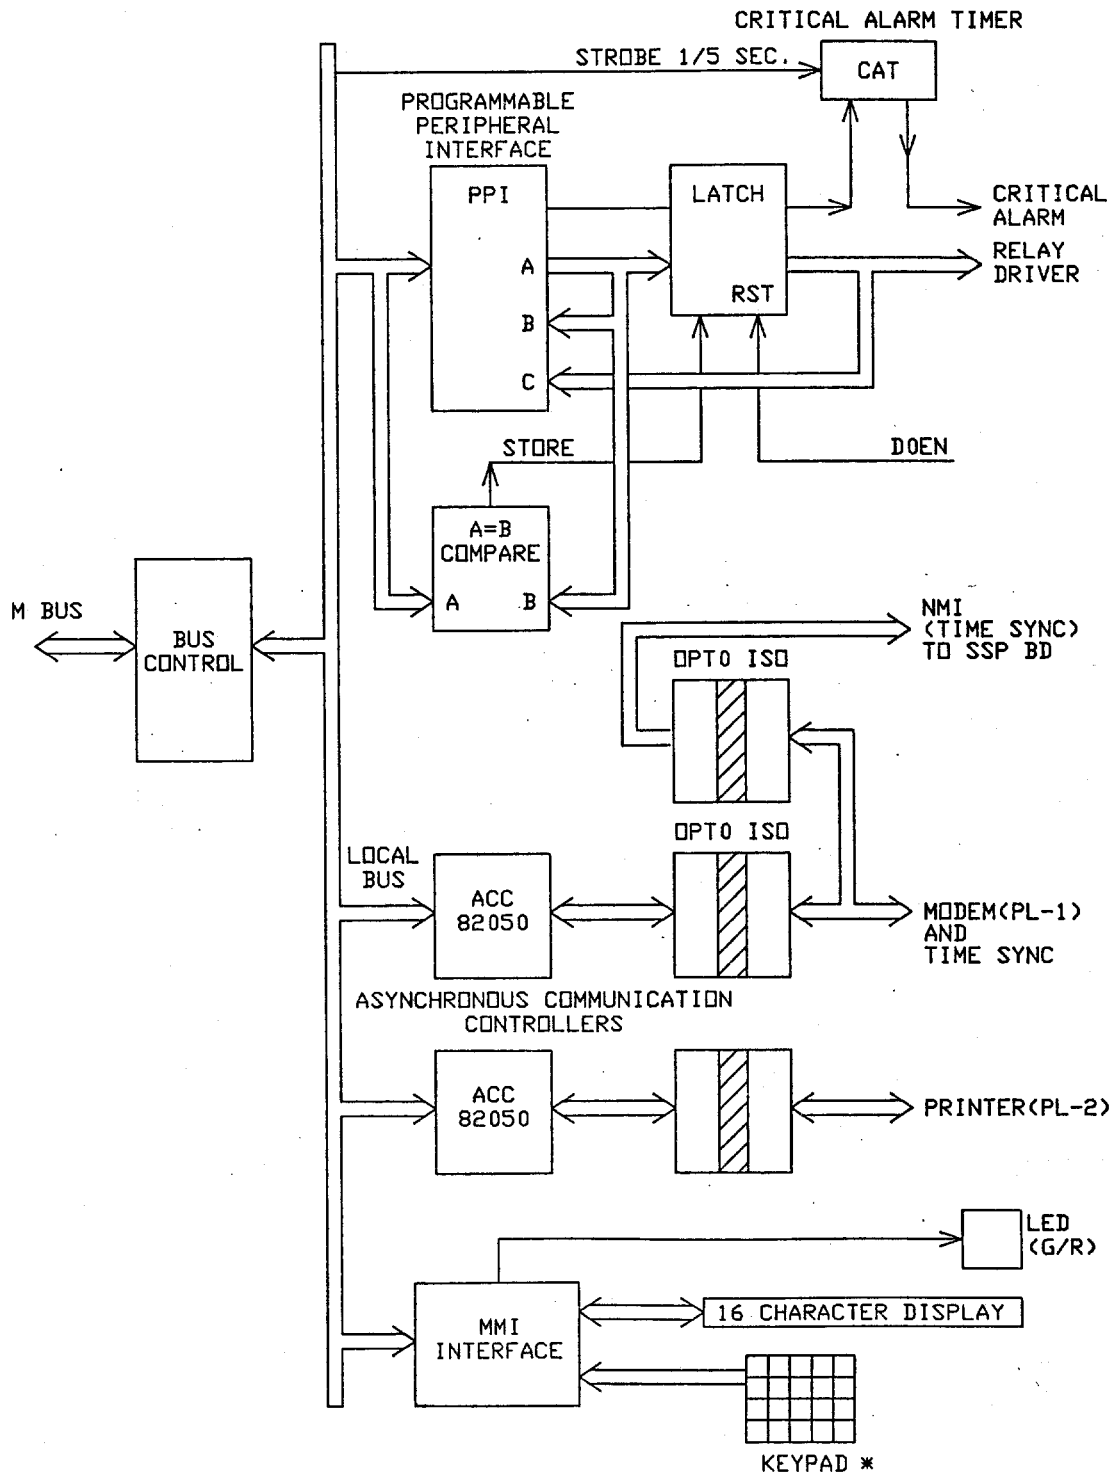 CRITICAL ALARM TIMER
STROBE 1/5 SEC.
CAT
PROGRAMMABLE
PERIPHERAL
INTERFACE
PPI
LATCH
CRITICAL
ALARM
A
RELAY
DRIVER
RST
B
C
STORE
DOEN
A=B
COMPARE
A
B
M BUS
BUS
CONTROL
NMI
(TIME SYNC)
TO SSP BD
OPTO ISO
OPTO ISO
LOCAL
BUS
ACC
82050
MODEM(PL-1)
AND
TIME SYNC
ASYNCHRONOUS COMMUNICATION
CONTROLLERS
ACC
82050
PRINTER(PL-2)
LED
(G/R)
MMI
INTERFACE
16 CHARACTER DISPLAY
KEYPAD *